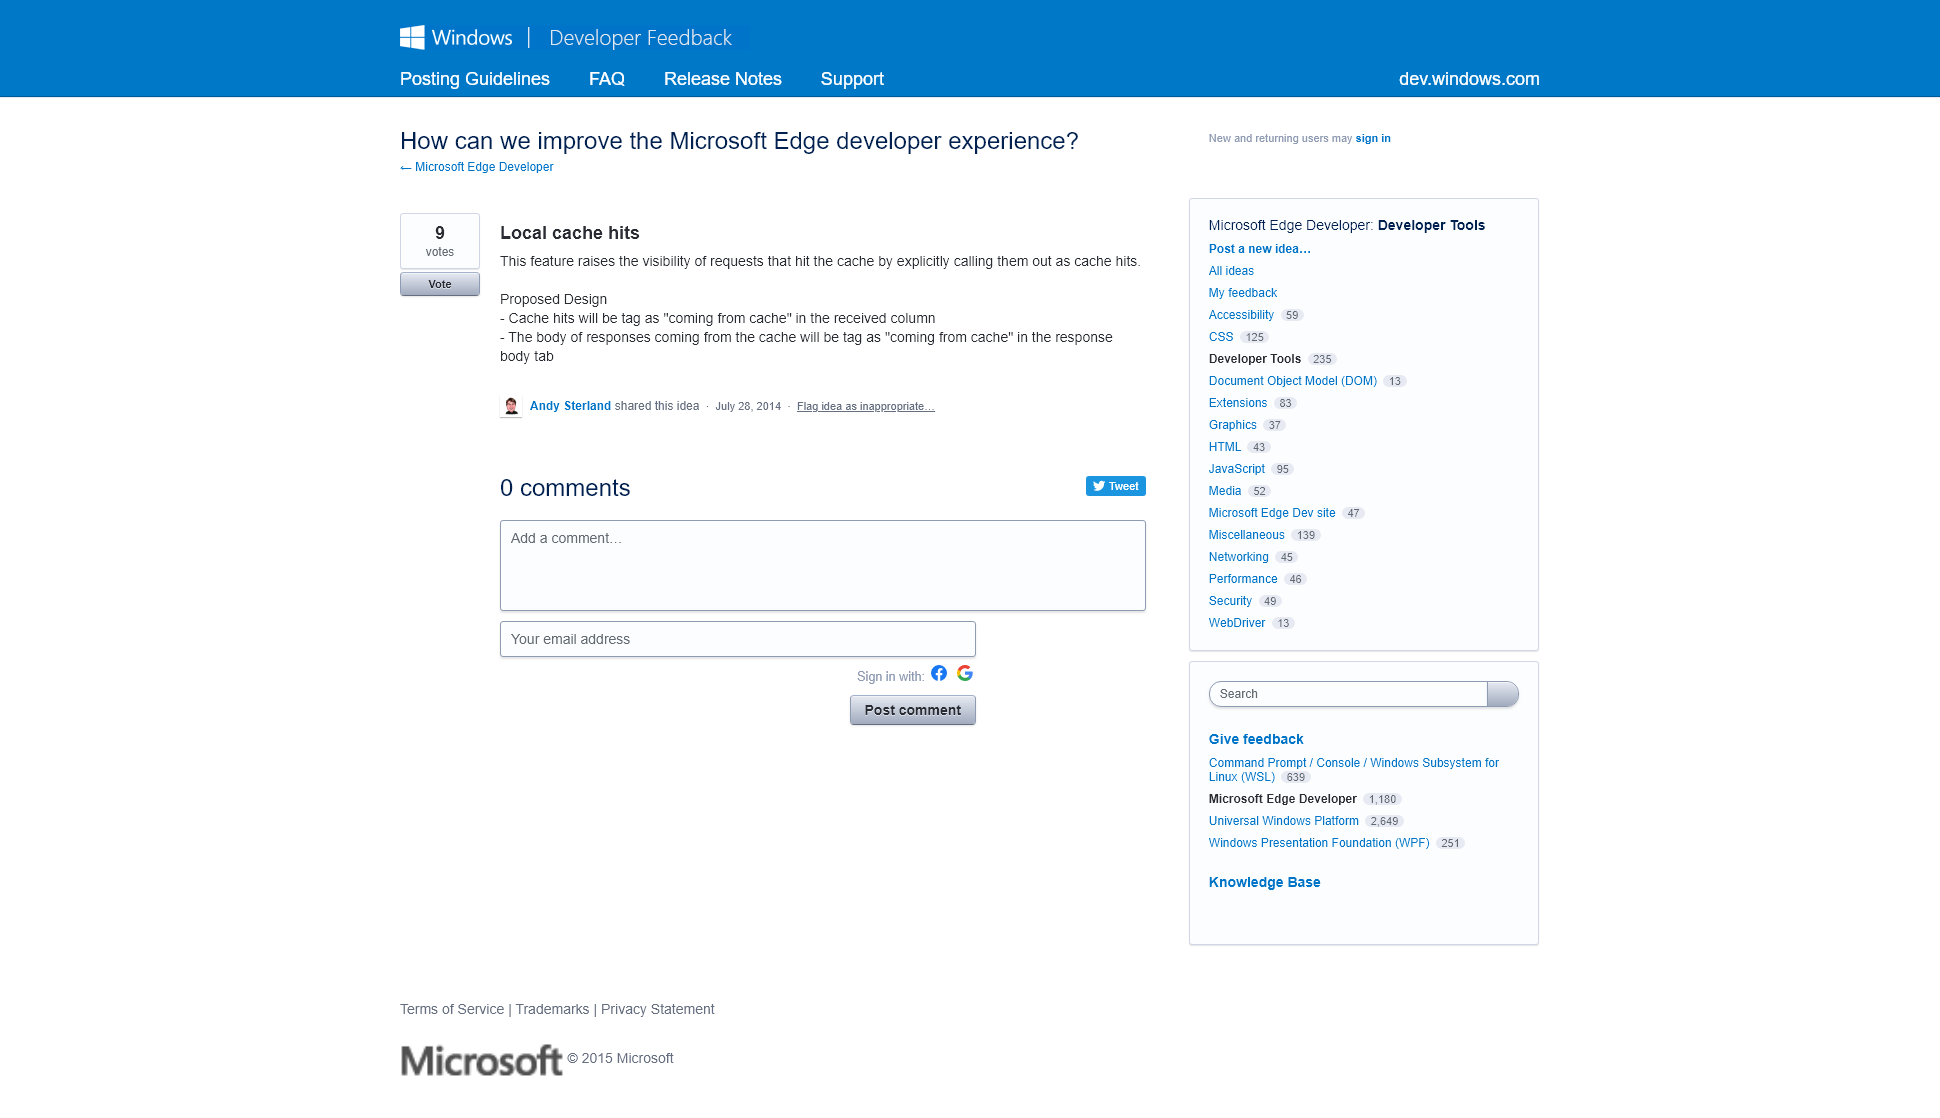 Windows | Developer Feedback
Posting Guidelines FAQ Release Notes Support dev.windows.com
How can we improve the Microsoft Edge developer experience?
← Microsoft Edge Developer
New and returning users may sign in
9
votes
Vote
Local cache hits
This feature raises the visibility of requests that hit the cache by explicitly calling them out as cache hits.
Proposed Design
- Cache hits will be tag as "coming from cache" in the received column
- The body of responses coming from the cache will be tag as "coming from cache" in the response
body tab
Andy Sterland shared this idea · July 28, 2014 · Flag idea as inappropriate…
0 comments
Tweet
Add a comment…
Your email address
Sign in with:
Post comment
Microsoft Edge Developer: Developer Tools
Post a new idea…
All ideas
My feedback
Accessibility 59
CSS 125
Developer Tools 235
Document Object Model (DOM) 13
Extensions 83
Graphics 37
HTML 43
JavaScript 95
Media 52
Microsoft Edge Dev site 47
Miscellaneous 139
Networking 45
Performance 46
Security 49
WebDriver 13
Search
Give feedback
Command Prompt / Console / Windows Subsystem for
Linux (WSL) 639
Microsoft Edge Developer 1,180
Universal Windows Platform 2,649
Windows Presentation Foundation (WPF) 251
Knowledge Base
Terms of Service | Trademarks | Privacy Statement
Microsoft © 2015 Microsoft